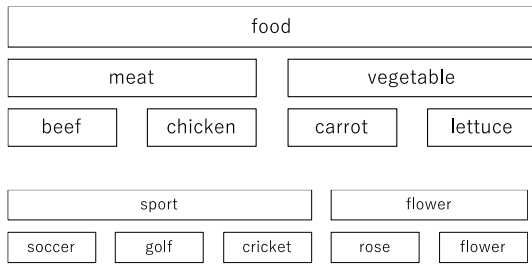 food
meat vegetable
beef chicken carrot lettuce
sport flower
soccer golf cricket rose flower